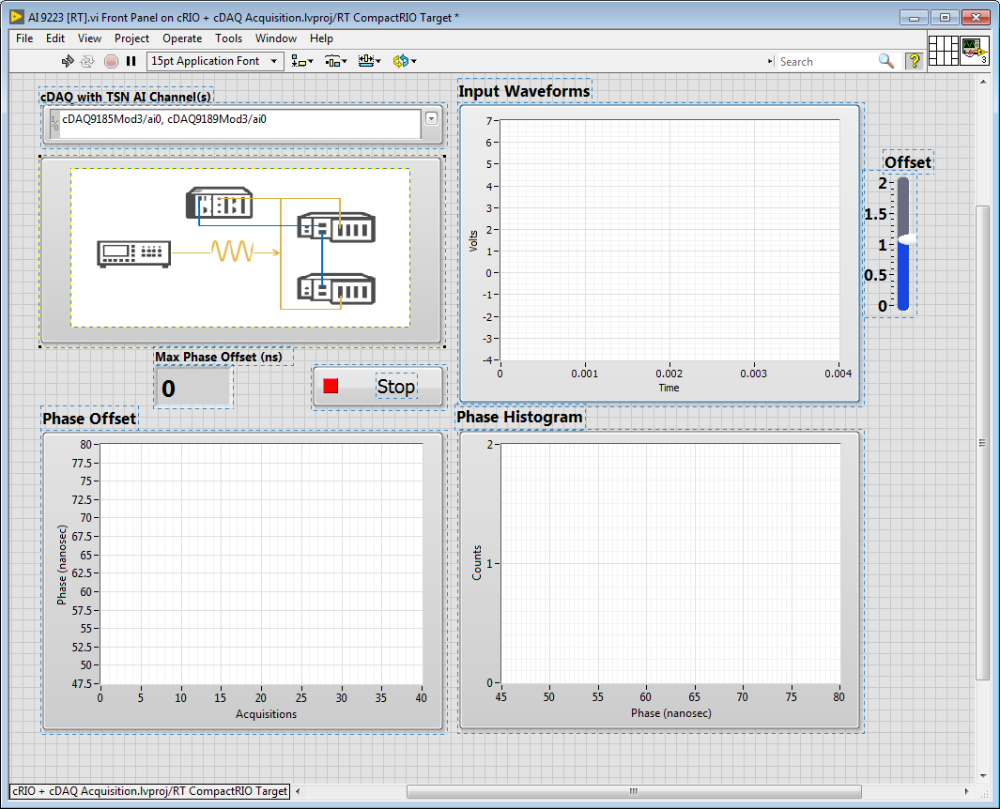 AI 9223 [RT].vi Front Panel on cRIO + cDAQ Acquisition.lvproj/RT CompactRIO Target *
File Edit View Project Operate Tools Window Help
15pt Application Font
Search
?
3
cDAQ with TSN AI Channel(s)
I/0
cDAQ9185Mod3/ai0, cDAQ9189Mod3/ai0
Max Phase Offset (ns)
0
Stop
Input Waveforms
7
6
5
4
3
2
1
0
-1
-2
-3
-4
Volts
0 0.001 0.002 0.003 0.004
Time
Offset
2
1.5
1
0.5
0
Phase Offset
80
77.5
75
72.5
70
67.5
65
62.5
60
57.5
55
52.5
50
47.5
Phase (nanosec)
0 5 10 15 20 25 30 35 40
Acquisitions
Phase Histogram
2
1
0
Counts
45 50 55 60 65 70 75 80
Phase (nanosec)
cRIO + cDAQ Acquisition.lvproj/RT CompactRIO Target